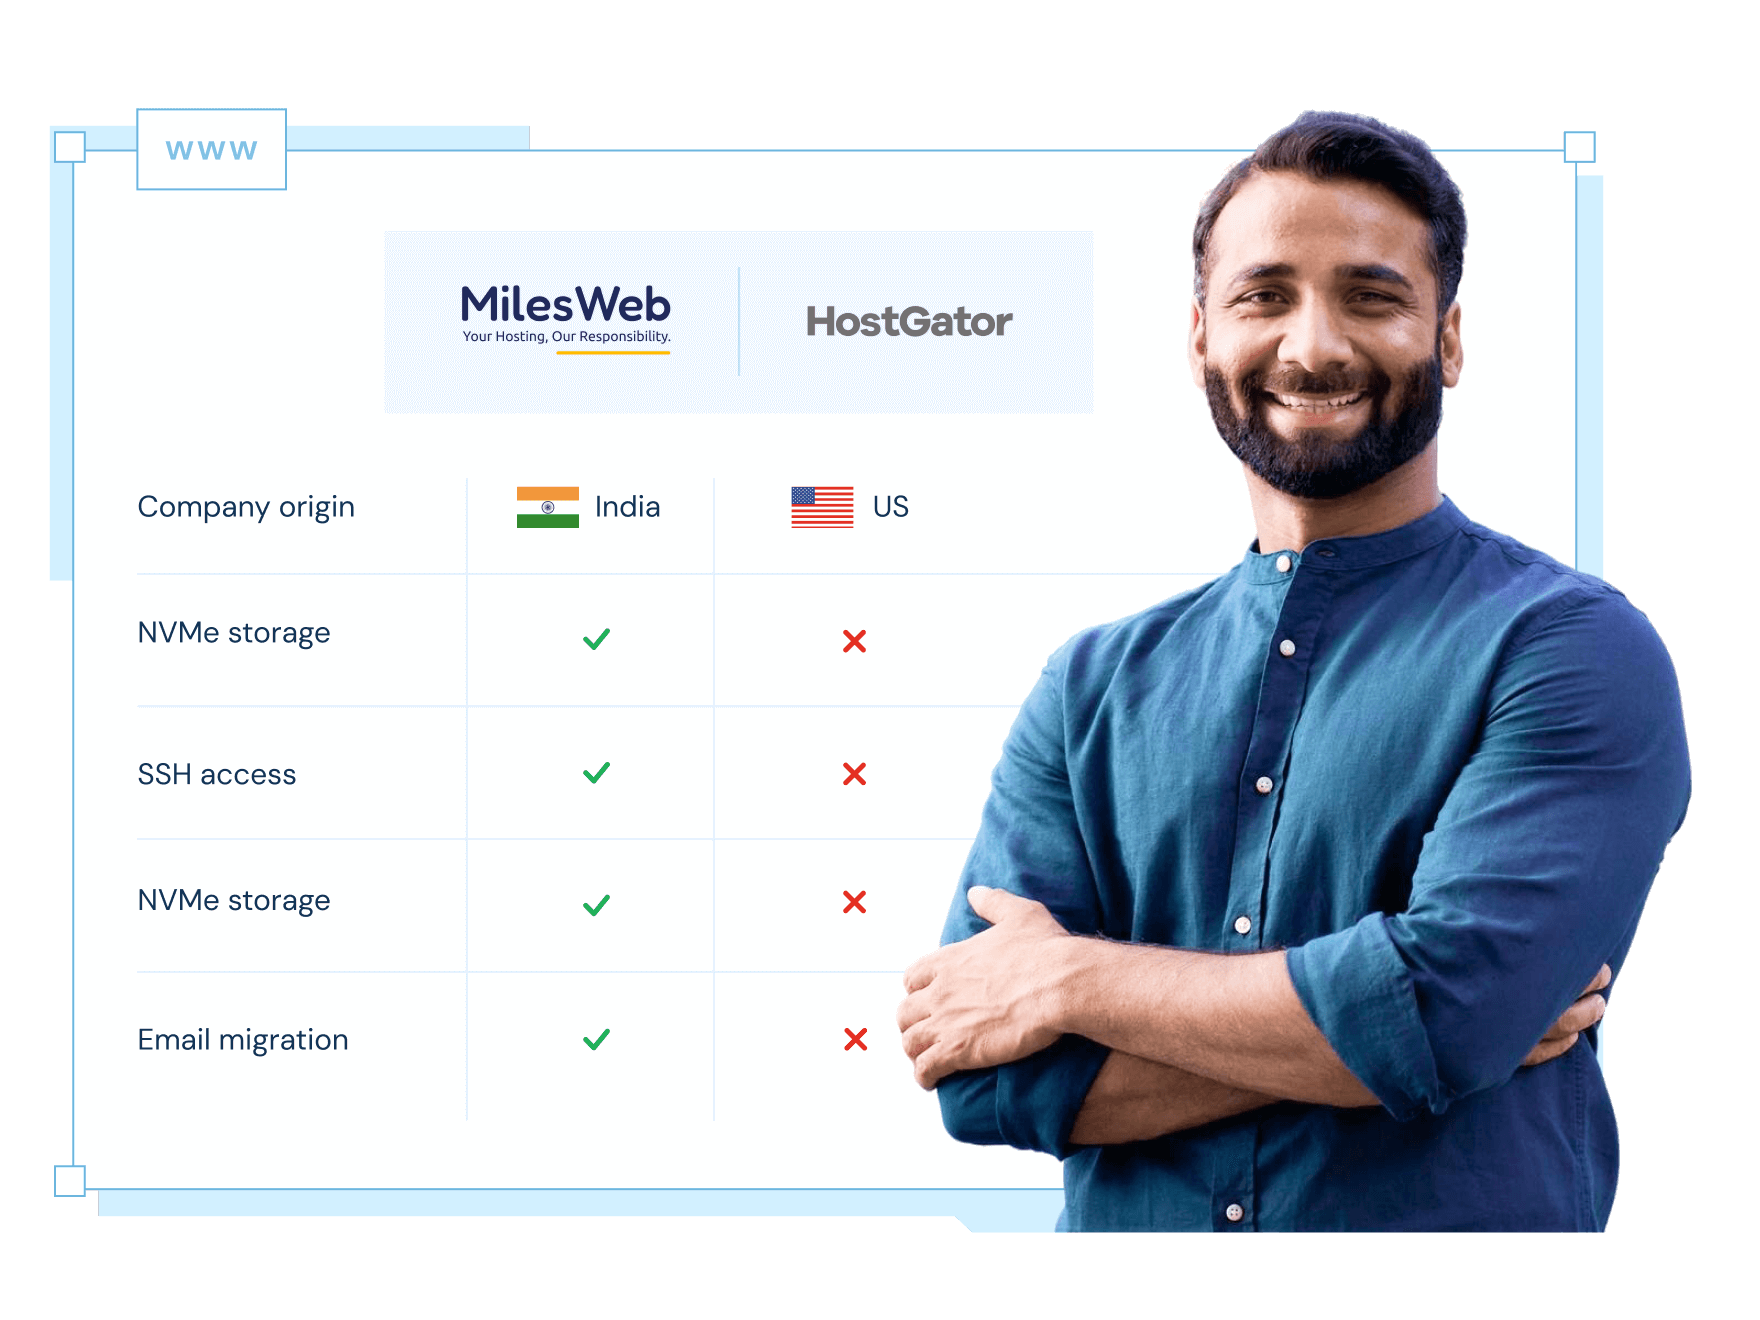 www
MilesWeb
Your Hosting, Our Responsibility.
HostGator
Company origin India US
NVMe storage
SSH access
NVMe storage
Email migration